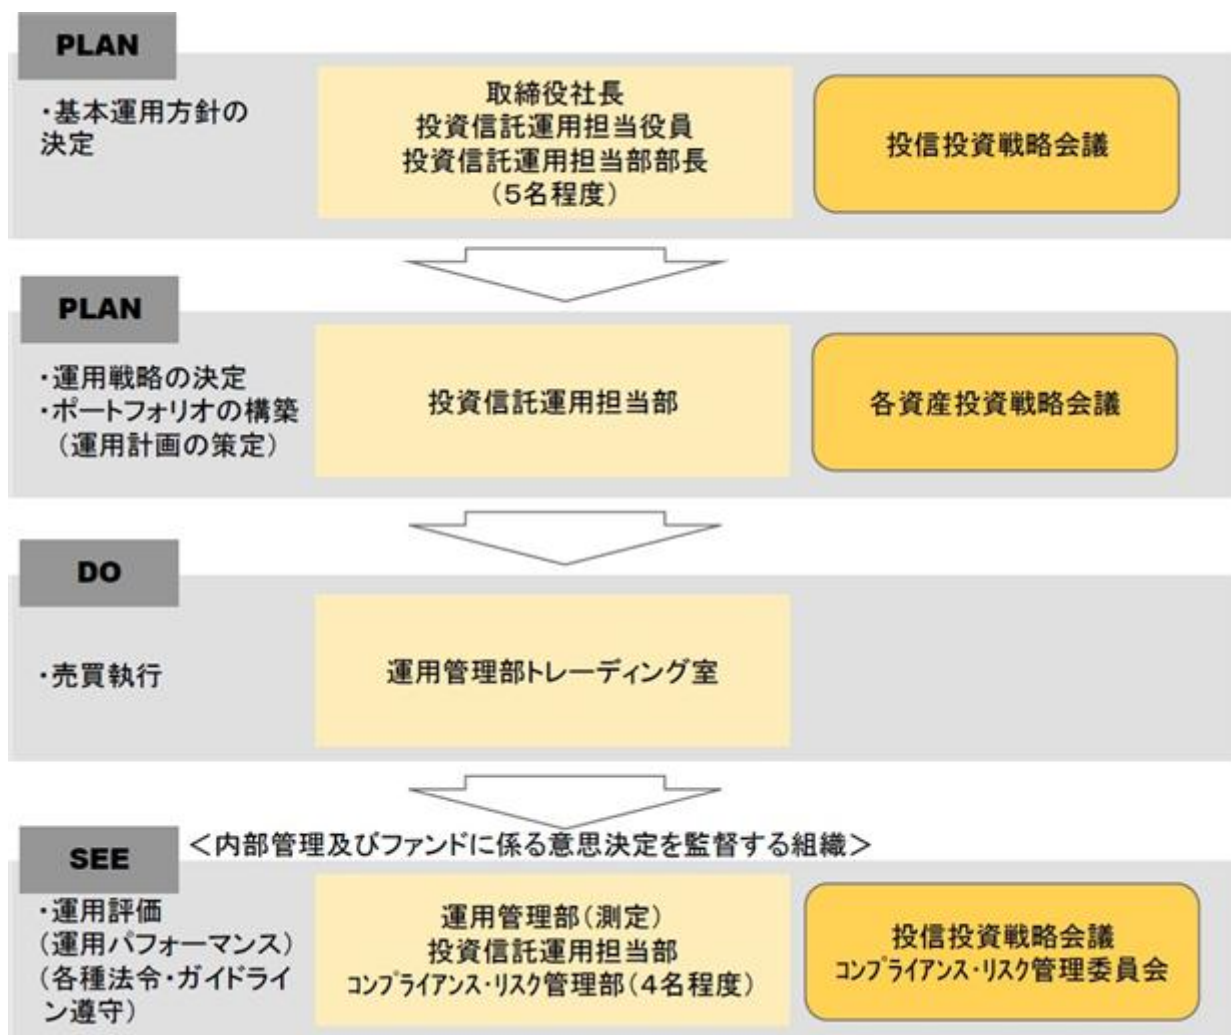 PLAN
・基本運用方針の
決定
取締役社長
投資信託運用担当役員
投資信託運用担当部部長
（5名程度）
投信投資戦略会議
PLAN
・運用戦略の決定
・ポートフォリオの構築
（運用計画の策定）
投資信託運用担当部
各資産投資戦略会議
DO
・売買執行
運用管理部トレーディング室
SEE
＜内部管理及びファンドに係る意思決定を監督する組織＞
・運用評価
（運用パフォーマンス）
（各種法令・ガイドライ
ン遵守）
運用管理部（測定）
投資信託運用担当部
ｺﾝﾌﾟﾗｲｱﾝｽ・ﾘｽｸ管理部（4名程度）
投信投資戦略会議
ｺﾝﾌﾟﾗｲｱﾝｽ・ﾘｽｸ管理委員会